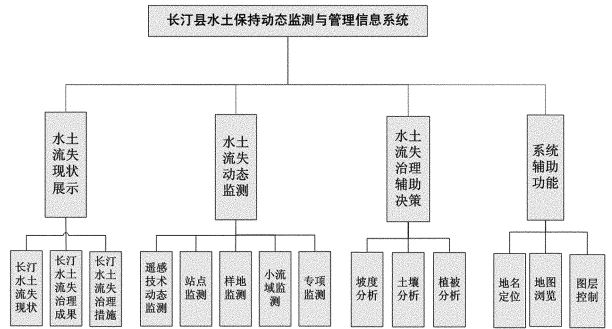 长汀县水土保持动态监测与管理信息系统
水土
流失
现状
展示
水土
流失
动态
监测
水土
流失
治理
辅助
决策
系统
辅助
功能
长汀
水土
流失
现状
长汀
水土
流失
治理
成果
长汀
水土
流失
治理
措施
遥感
技术
动态
监测
站点
监测
样地
监测
小流
域监
测
专项
监测
坡度
分析
土壤
分析
植被
分析
地名
定位
地图
浏览
图层
控制